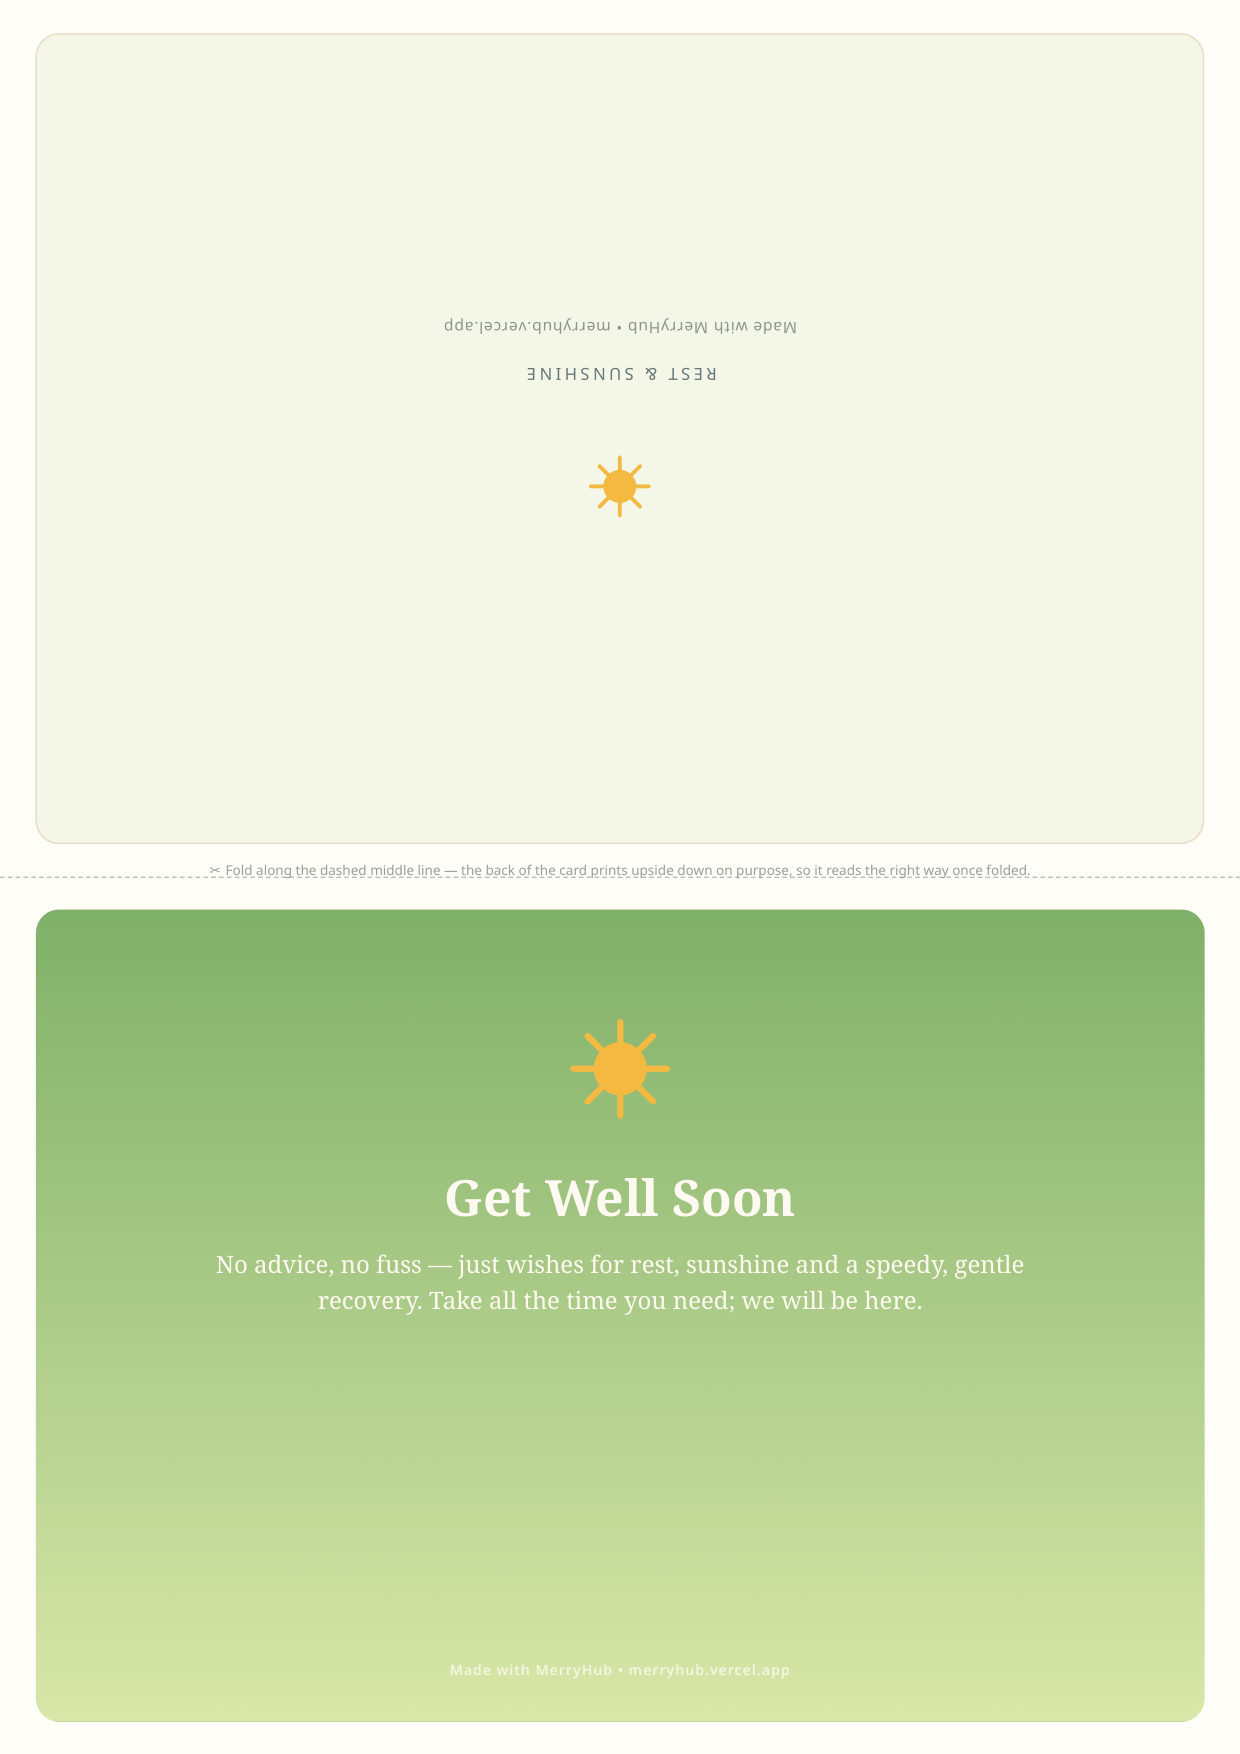 Made with MerryHub • merryhub.vercel.app
REST & SUNSHINE
✂ Fold along the dashed middle line — the back of the card prints upside down on purpose, so it reads the right way once folded.
Get Well Soon
No advice, no fuss — just wishes for rest, sunshine and a speedy, gentle
recovery. Take all the time you need; we will be here.
Made with MerryHub • merryhub.vercel.app